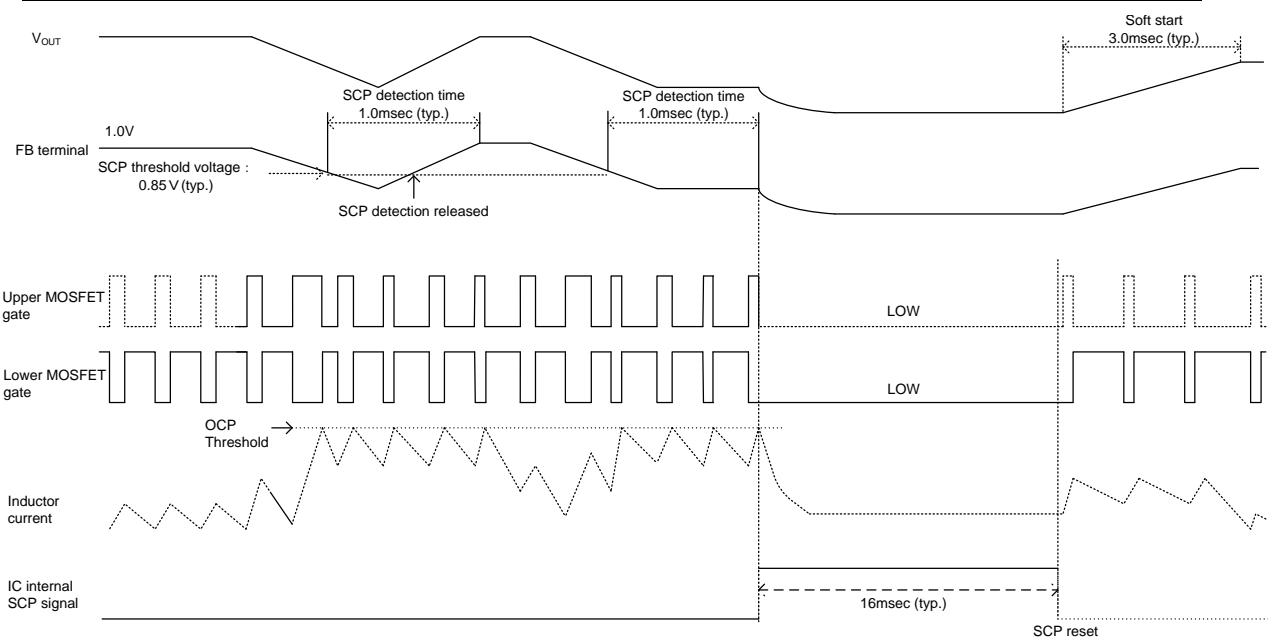 Soft start
3.0msec (typ.)
VOUT
SCP detection time
1.0msec (typ.)
SCP detection time
1.0msec (typ.)
1.0V
FB terminal
SCP threshold voltage :
0.85 V (typ.)
SCP detection released
Upper MOSFET
gate
LOW
Lower MOSFET
gate
LOW
OCP
Threshold
Inductor
current
IC internal
SCP signal
16msec (typ.)
SCP reset